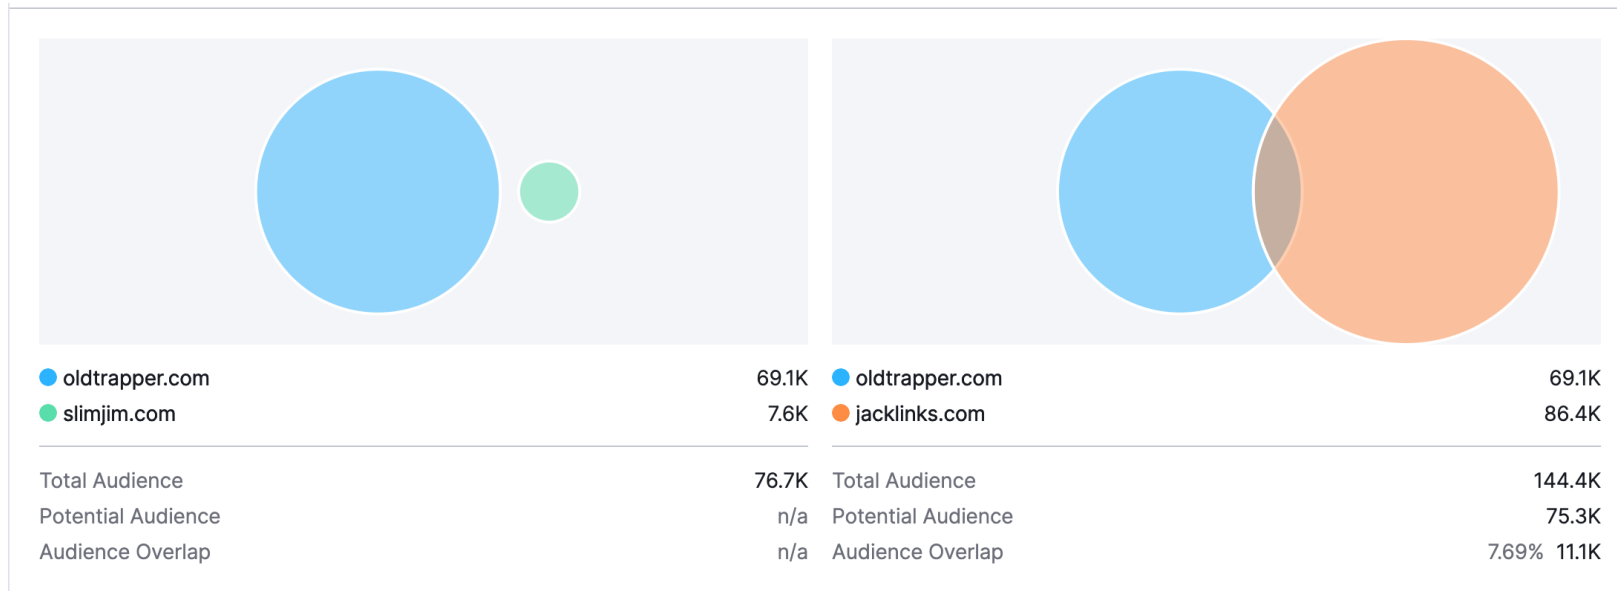 oldtrapper.com 69.1K
slimjim.com 7.6K
Total Audience 76.7K
Potential Audience n/a
Audience Overlap n/a
oldtrapper.com 69.1K
jacklinks.com 86.4K
Total Audience 144.4K
Potential Audience 75.3K
Audience Overlap 7.69% 11.1K